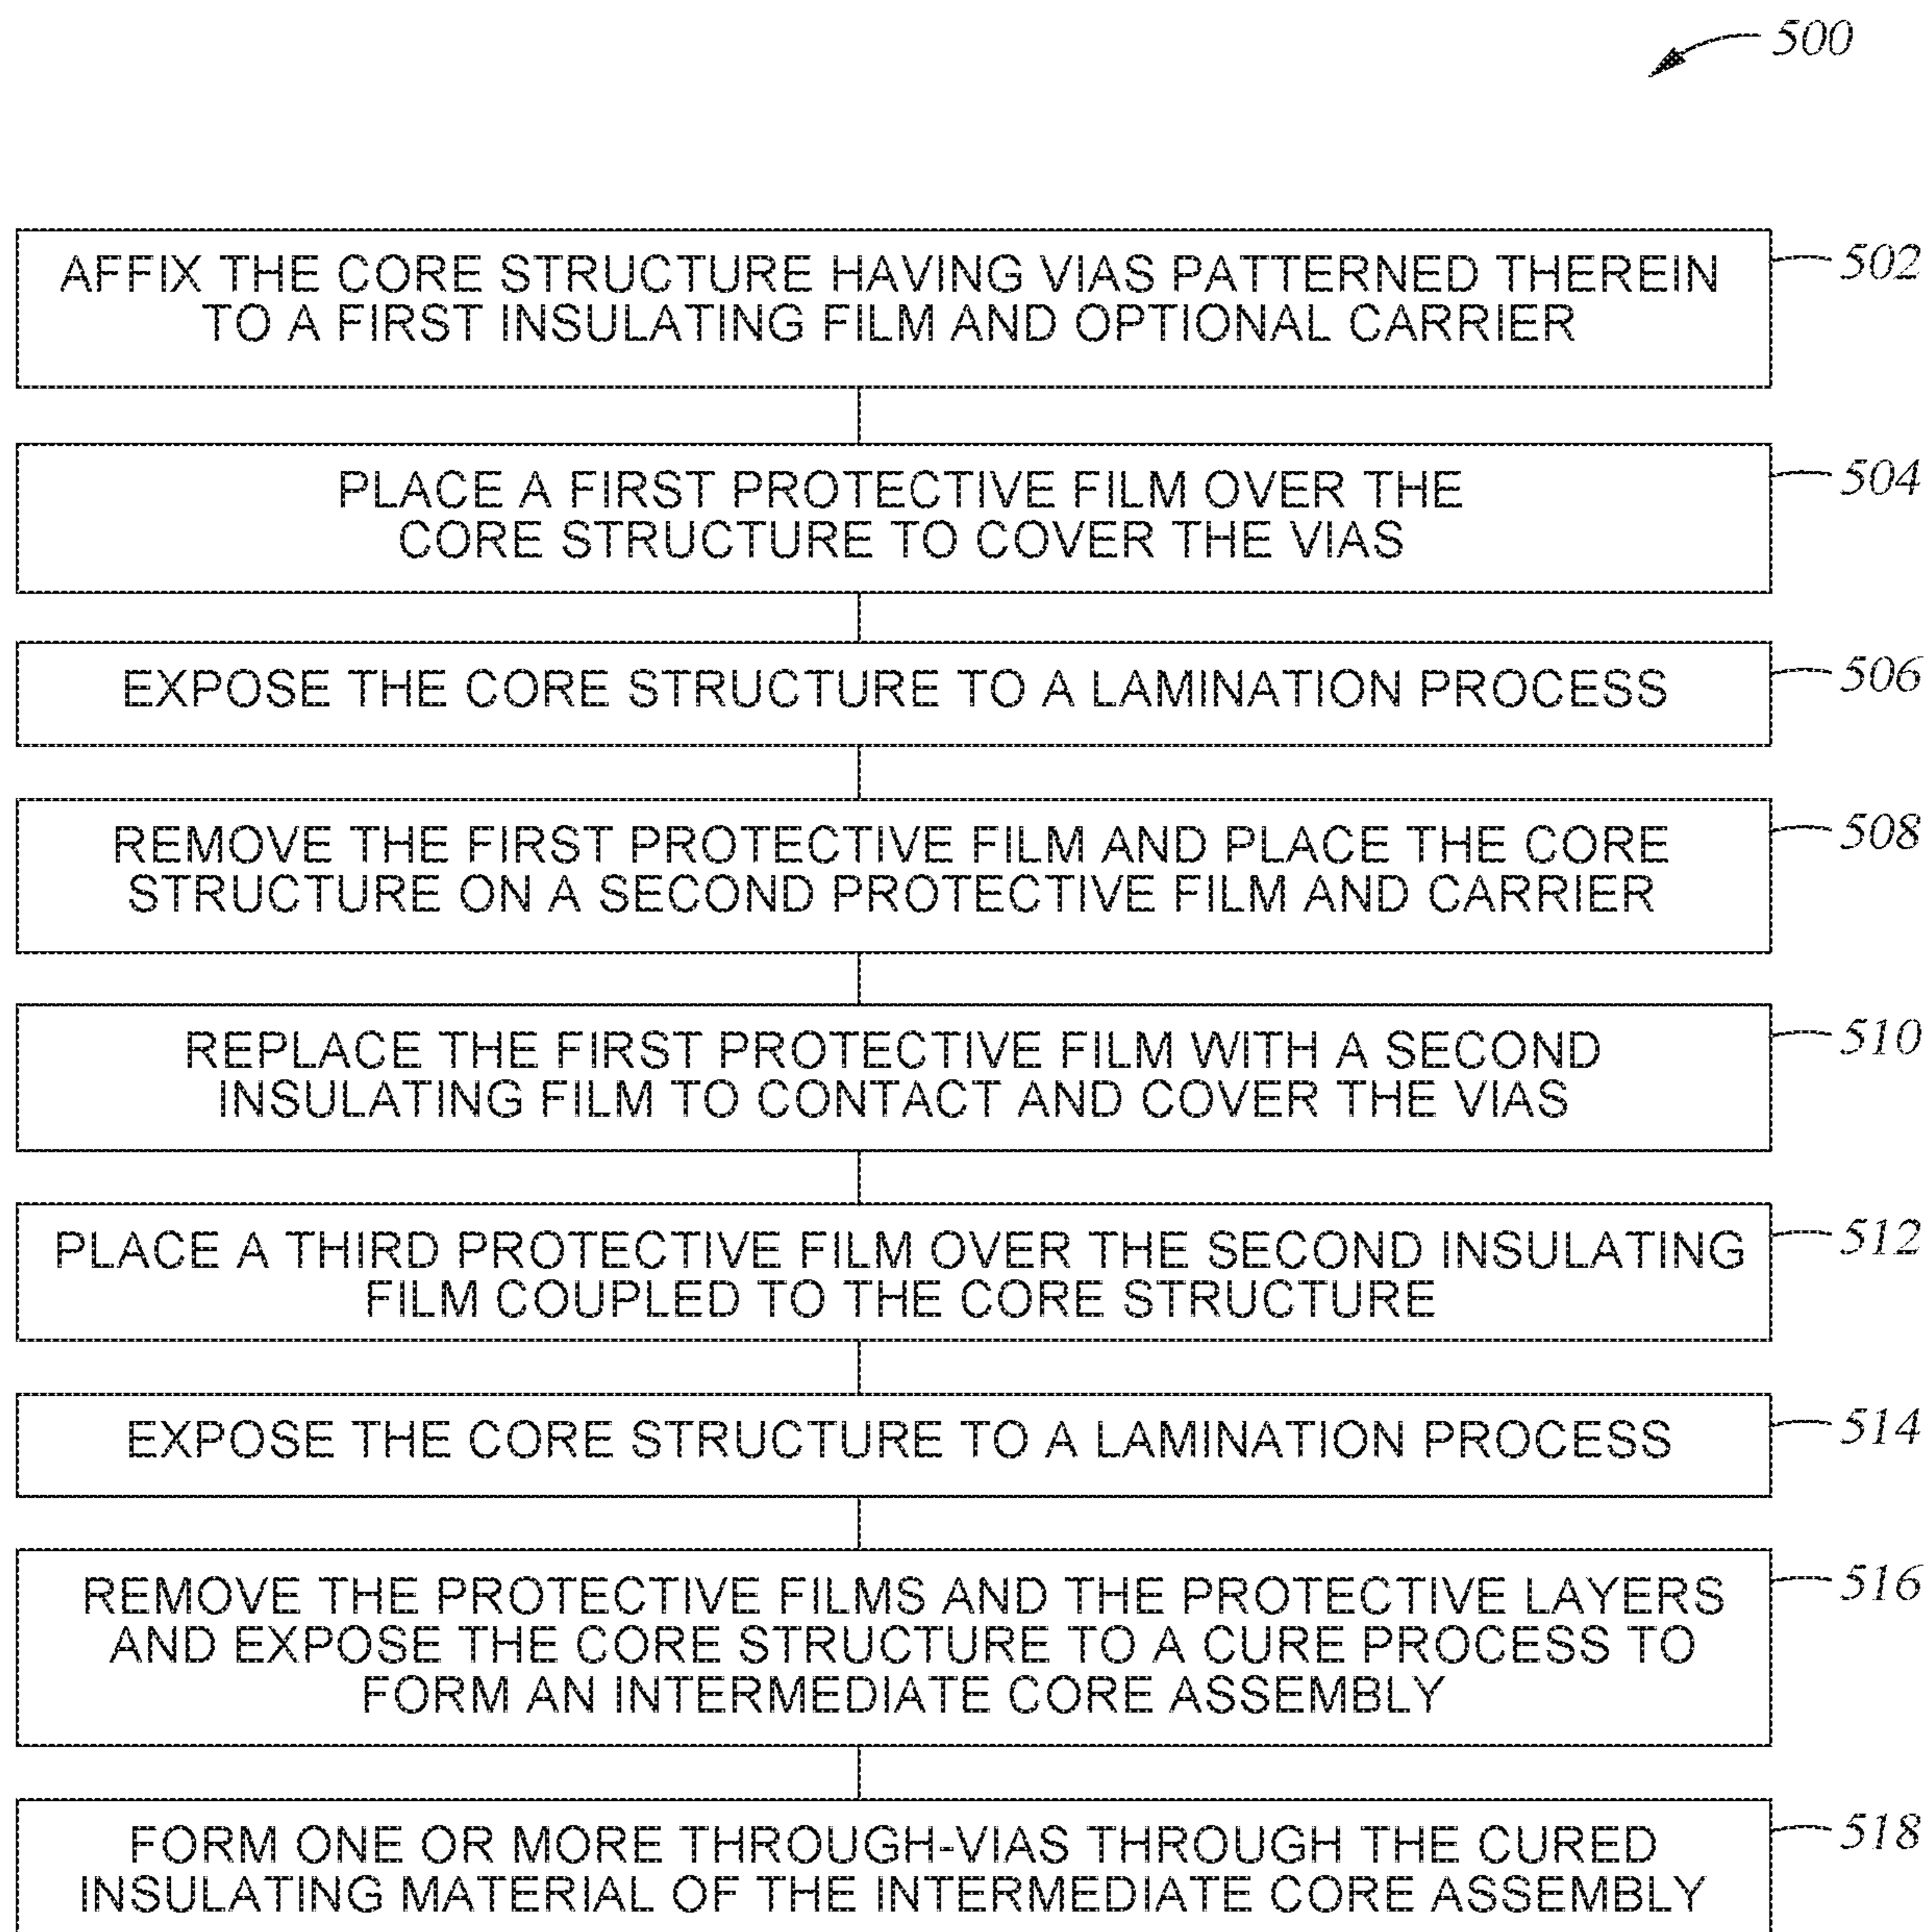 500
AFFIX THE CORE STRUCTURE HAVING VIAS PATTERNED THEREIN
TO A FIRST INSULATING FILM AND OPTIONAL CARRIER
502
PLACE A FIRST PROTECTIVE FILM OVER THE
CORE STRUCTURE TO COVER THE VIAS
504
EXPOSE THE CORE STRUCTURE TO A LAMINATION PROCESS
506
REMOVE THE FIRST PROTECTIVE FILM AND PLACE THE CORE
STRUCTURE ON A SECOND PROTECTIVE FILM AND CARRIER
508
REPLACE THE FIRST PROTECTIVE FILM WITH A SECOND
INSULATING FILM TO CONTACT AND COVER THE VIAS
510
PLACE A THIRD PROTECTIVE FILM OVER THE SECOND INSULATING
FILM COUPLED TO THE CORE STRUCTURE
512
EXPOSE THE CORE STRUCTURE TO A LAMINATION PROCESS
514
REMOVE THE PROTECTIVE FILMS AND THE PROTECTIVE LAYERS
AND EXPOSE THE CORE STRUCTURE TO A CURE PROCESS TO
FORM AN INTERMEDIATE CORE ASSEMBLY
516
FORM ONE OR MORE THROUGH-VIAS THROUGH THE CURED
INSULATING MATERIAL OF THE INTERMEDIATE CORE ASSEMBLY
518